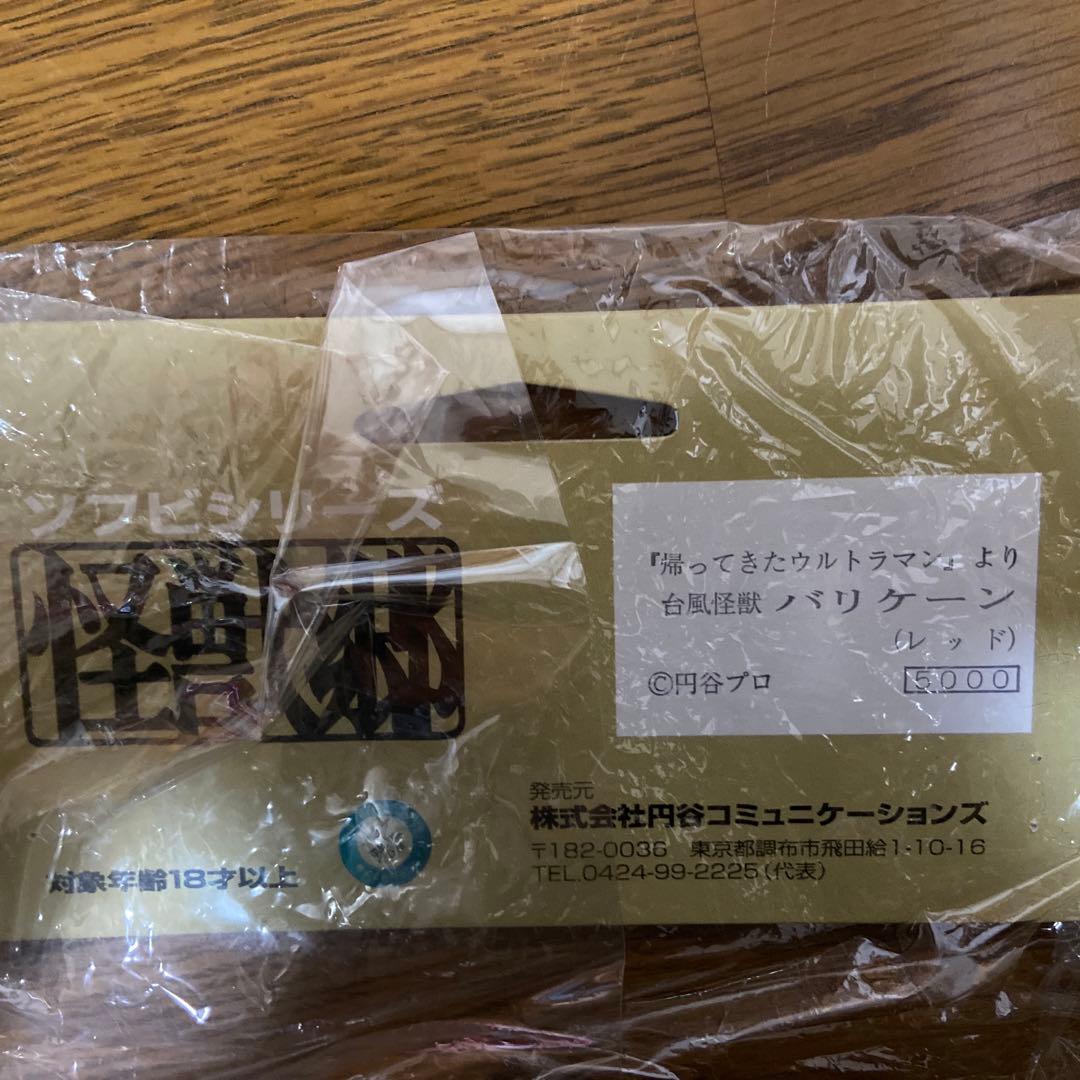 ソフビシリーズ
怪獣
『帰ってきたウルトラマン』より
台風怪獣 バリケーン
(レッド)
©円谷プロ 5000
発売元
株式会社円谷コミュニケーションズ
〒182-0036 東京都調布市飛田給1-10-16
TEL.0424-99-2225(代表)
対象年齢18才以上